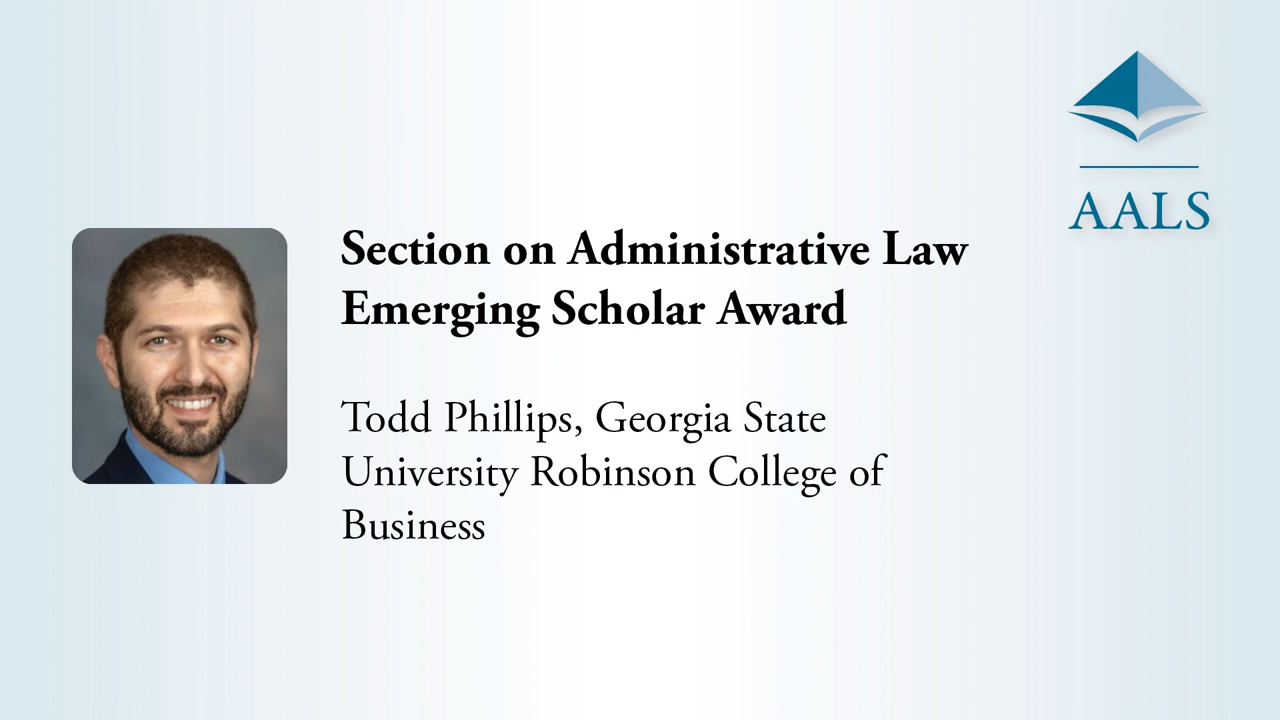 AALS
Section on Administrative Law
Emerging Scholar Award
Todd Phillips, Georgia State
University Robinson College of
Business